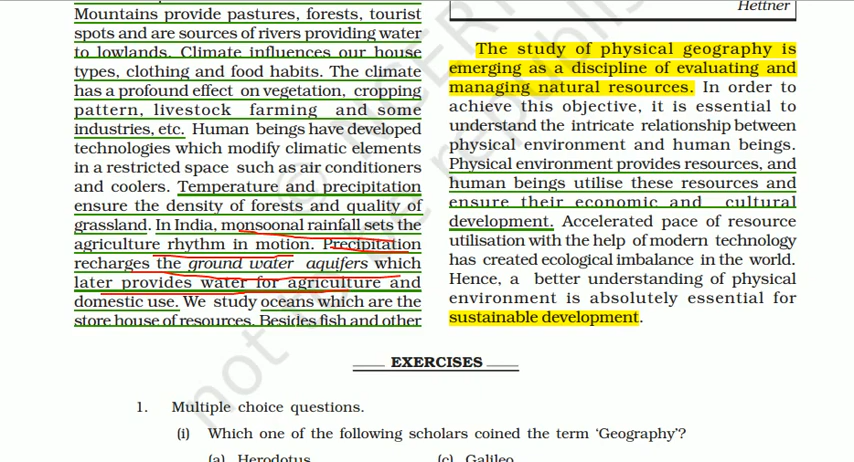 Mountains provide pastures, forests, tourist
spots and are sources of rivers providing water
to lowlands. Climate influences our house
types, clothing and food habits. The climate
has a profound effect on vegetation, cropping
pattern, livestock farming and some
industries, etc. Human beings have developed
technologies which modify climatic elements
in a restricted space such as air conditioners
and coolers. Temperature and precipitation
ensure the density of forests and quality of
grassland. In India, monsoonal rainfall sets the
agriculture rhythm in motion. Precipitation
recharges the ground water aquifers which
later provides water for agriculture and
domestic use. We study oceans which are the
store house of resources. Besides fish and other
Hettner
The study of physical geography is
emerging as a discipline of evaluating and
managing natural resources. In order to
achieve this objective, it is essential to
understand the intricate relationship between
physical environment and human beings.
Physical environment provides resources, and
human beings utilise these resources and
ensure their economic and cultural
development. Accelerated pace of resource
utilisation with the help of modern technology
has created ecological imbalance in the world.
Hence, a better understanding of physical
environment is absolutely essential for
sustainable development.
EXERCISES
1. Multiple choice questions.
(i) Which one of the following scholars coined the term ‘Geography’?
(a) Herodotus (c) Galileo
© NCERT
not be republis